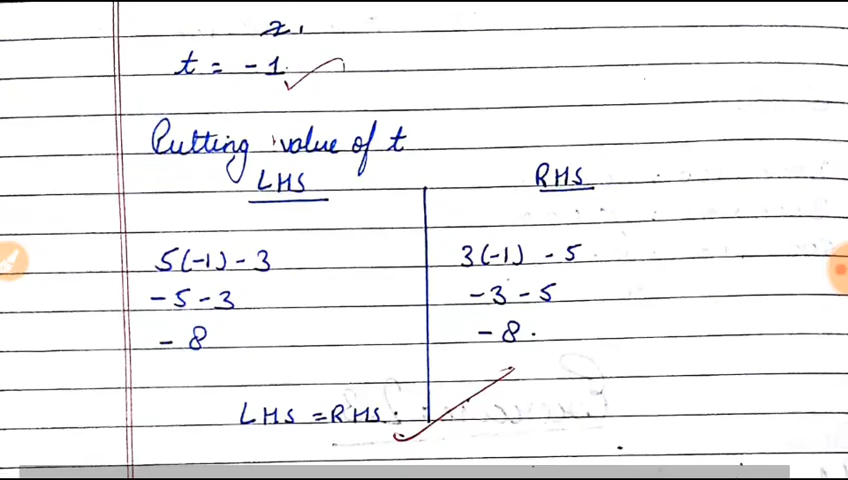 2.
t = -1
Putting value of t
LHS
RHS
5(-1) - 3
3(-1) - 5
-5 - 3
-3 - 5
-8
-8.
LHS = RHS.